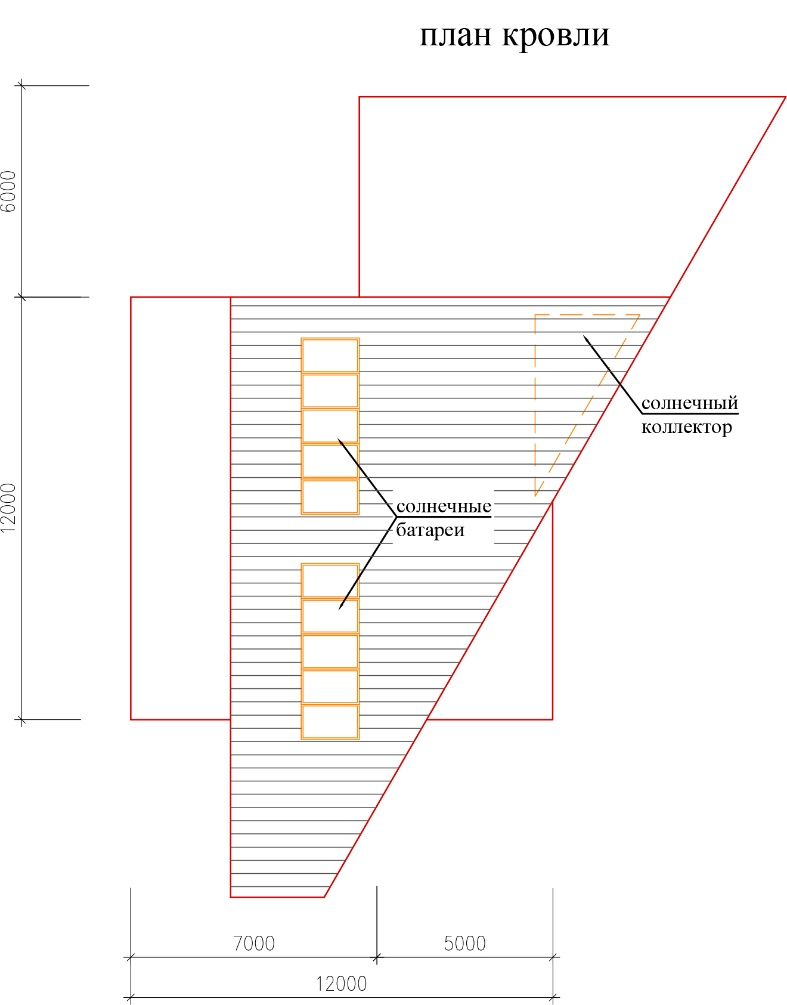 план кровли
6000
12000
солнечный
коллектор
солнечные
батареи
7000
5000
12000